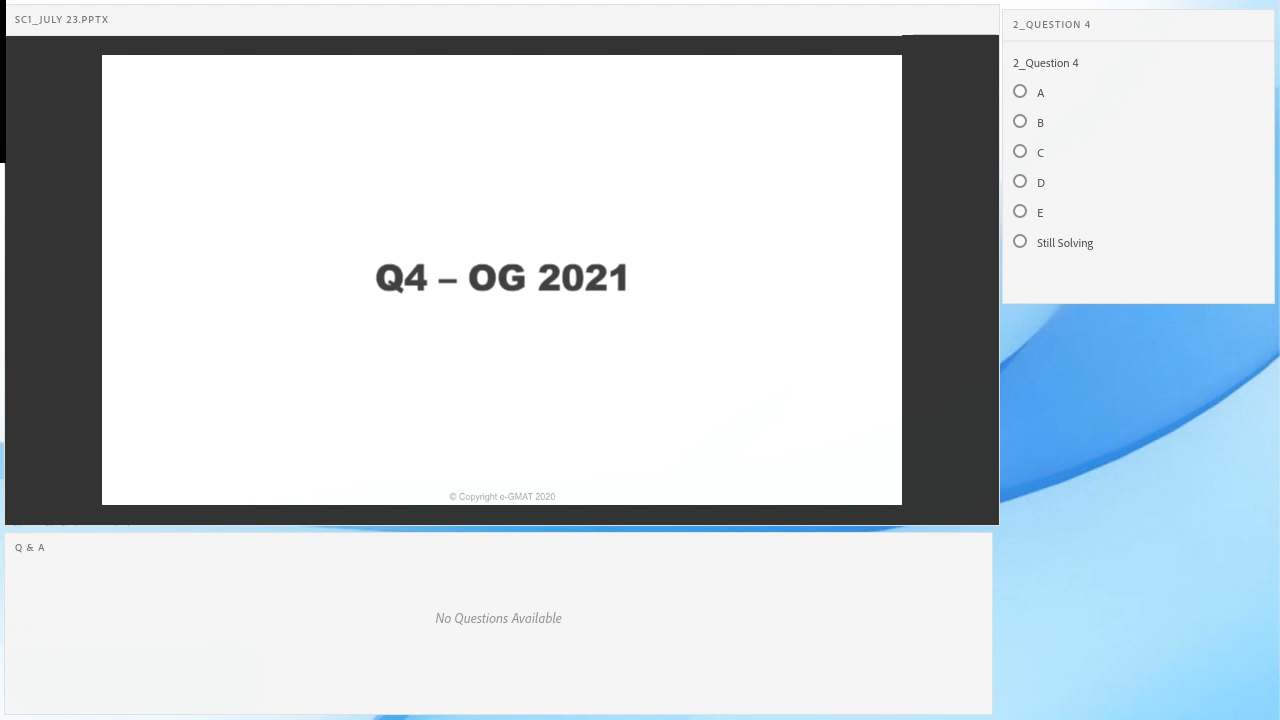 SC1_JULY 23.PPTX
Q4 – OG 2021
© Copyright e-GMAT 2020
2_QUESTION 4
2_Question 4
A
B
C
D
E
Still Solving
Q & A
No Questions Available